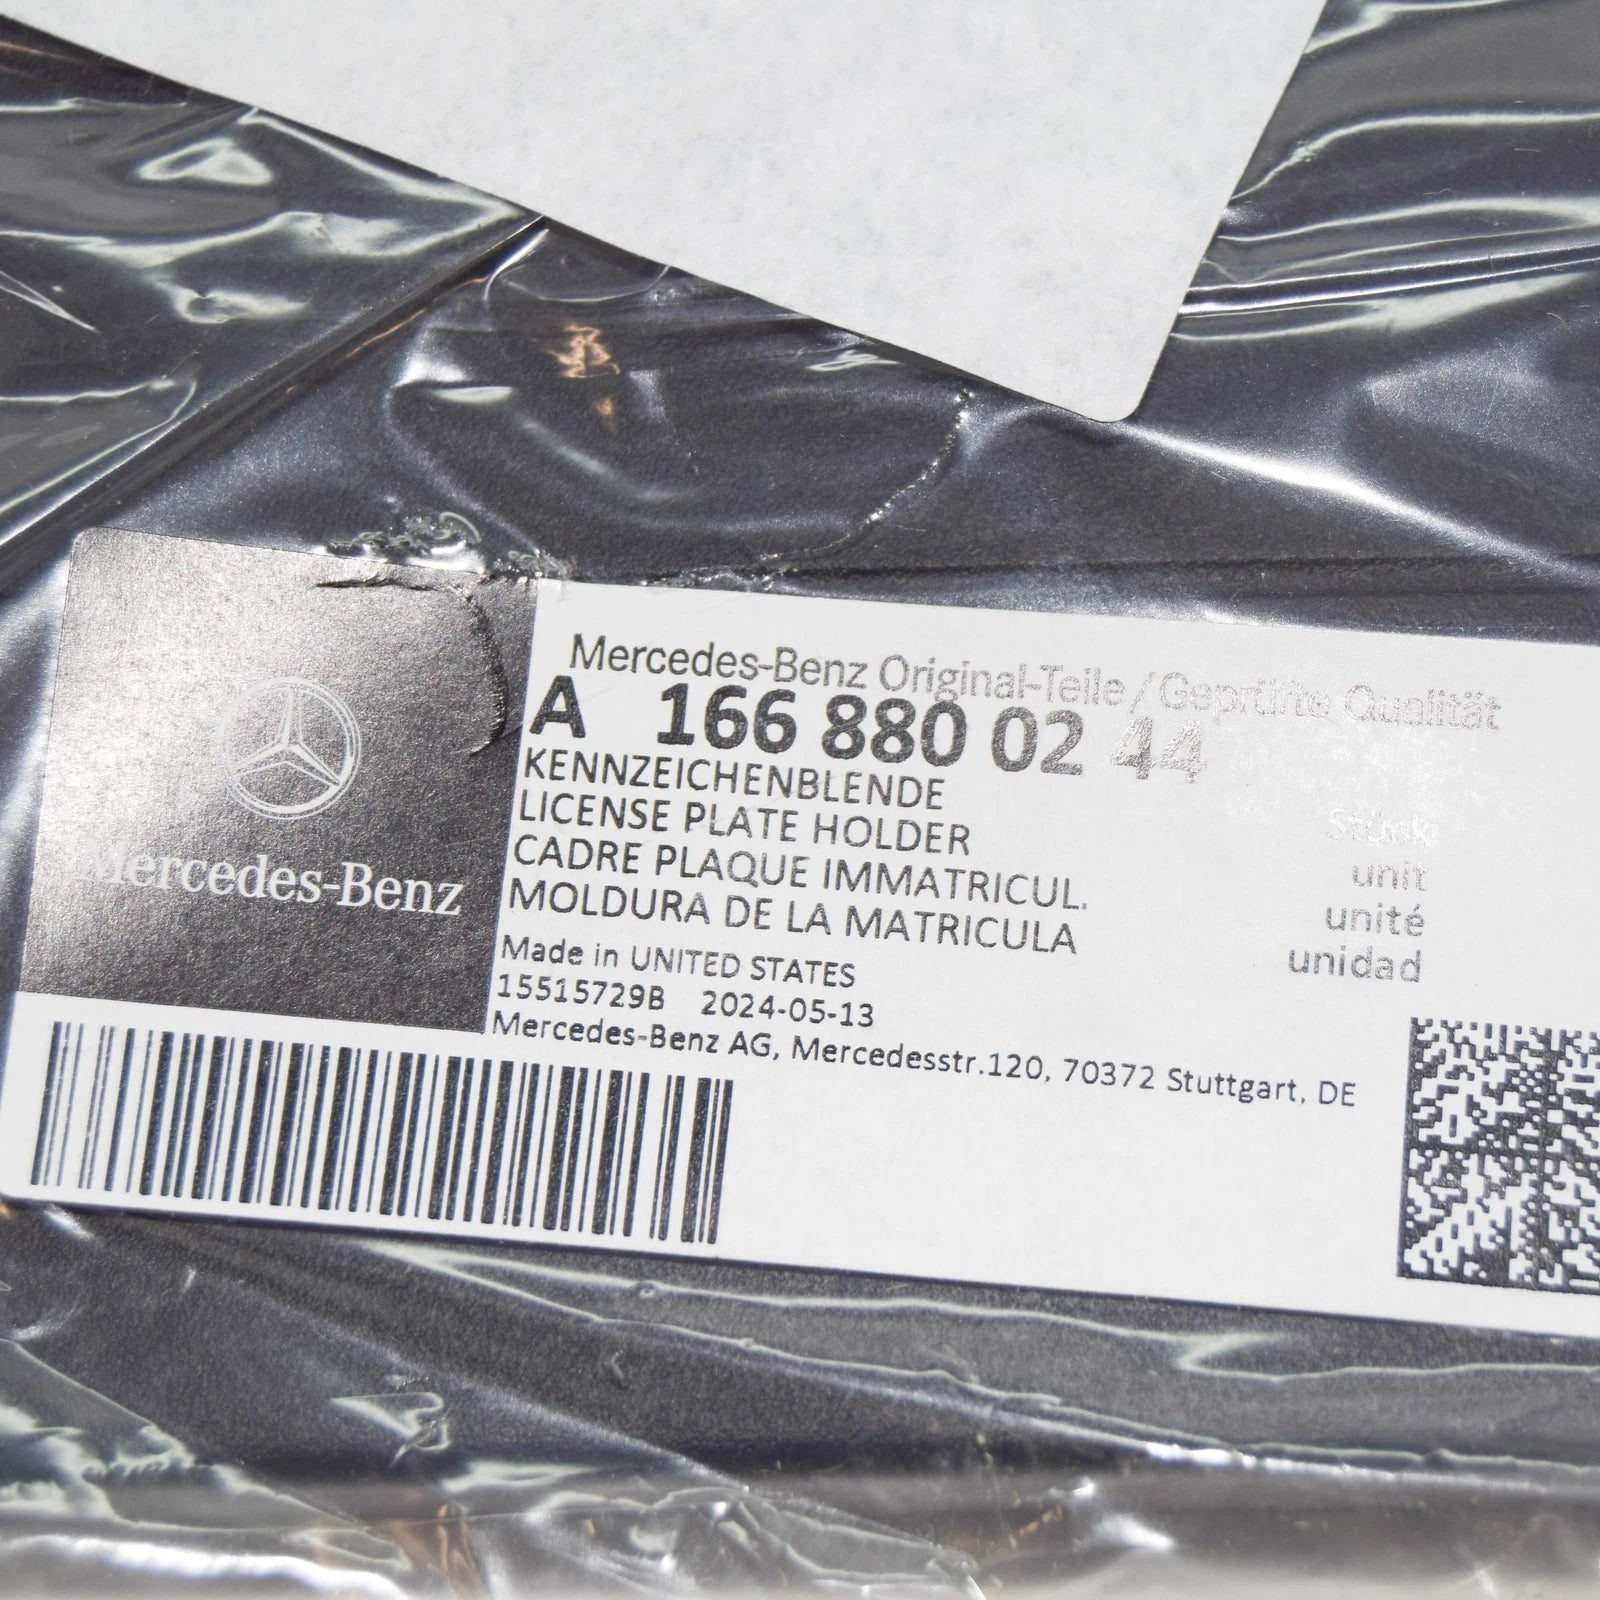 Mercedes-Benz
Mercedes-Benz Original-Teile/Geprüfte Qualität
A 166 880 02 44
KENNZEICHENBLENDE
LICENSE PLATE HOLDER
CADRE PLAQUE IMMATRICUL.
MOLDURA DE LA MATRICULA
Stück
unit
unité
unidad
Made in UNITED STATES
15515729B 2024-05-13
Mercedes-Benz AG, Mercedesstr.120, 70372 Stuttgart, DE